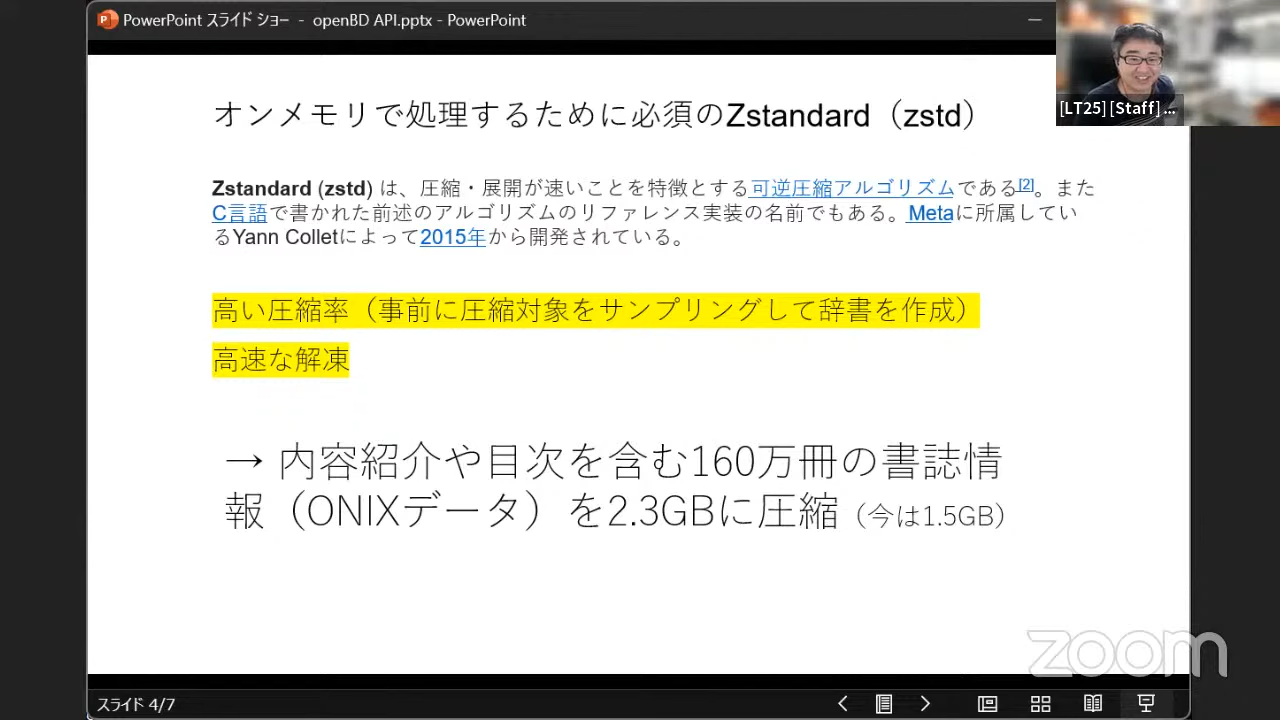 PowerPoint スライド ショー - openBD API.pptx - PowerPoint
[LT25] [Staff] ...
オンメモリで処理するために必須のZstandard（zstd）
Zstandard (zstd) は、圧縮・展開が速いことを特徴とする可逆圧縮アルゴリズムである[2]。また
C言語で書かれた前述のアルゴリズムのリファレンス実装の名前でもある。Metaに所属してい
るYann Colletによって2015年から開発されている。
高い圧縮率（事前に圧縮対象をサンプリングして辞書を作成）
高速な解凍
→ 内容紹介や目次を含む160万冊の書誌情
報（ONIXデータ）を2.3GBに圧縮（今は1.5GB）
zoom
スライド 4/7